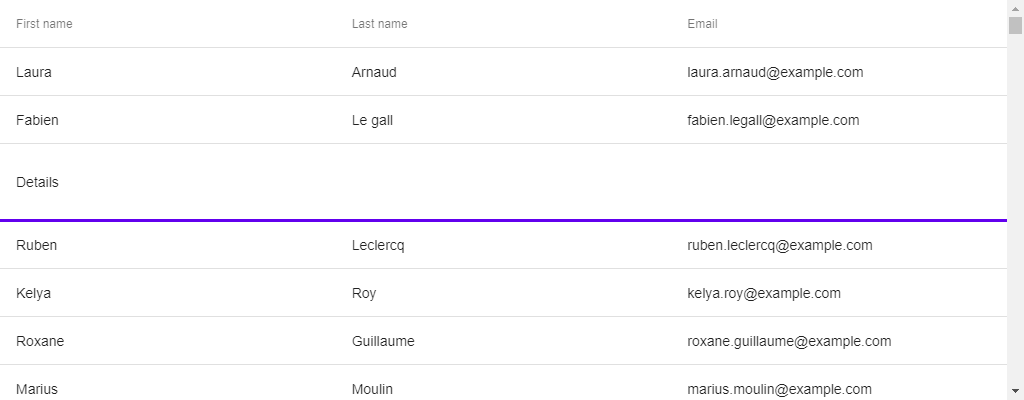 First name Last name Email
Laura Arnaud laura.arnaud@example.com
Fabien Le gall fabien.legall@example.com
Details
Ruben Leclercq ruben.leclercq@example.com
Kelya Roy kelya.roy@example.com
Roxane Guillaume roxane.guillaume@example.com
Marius Moulin marius.moulin@example.com